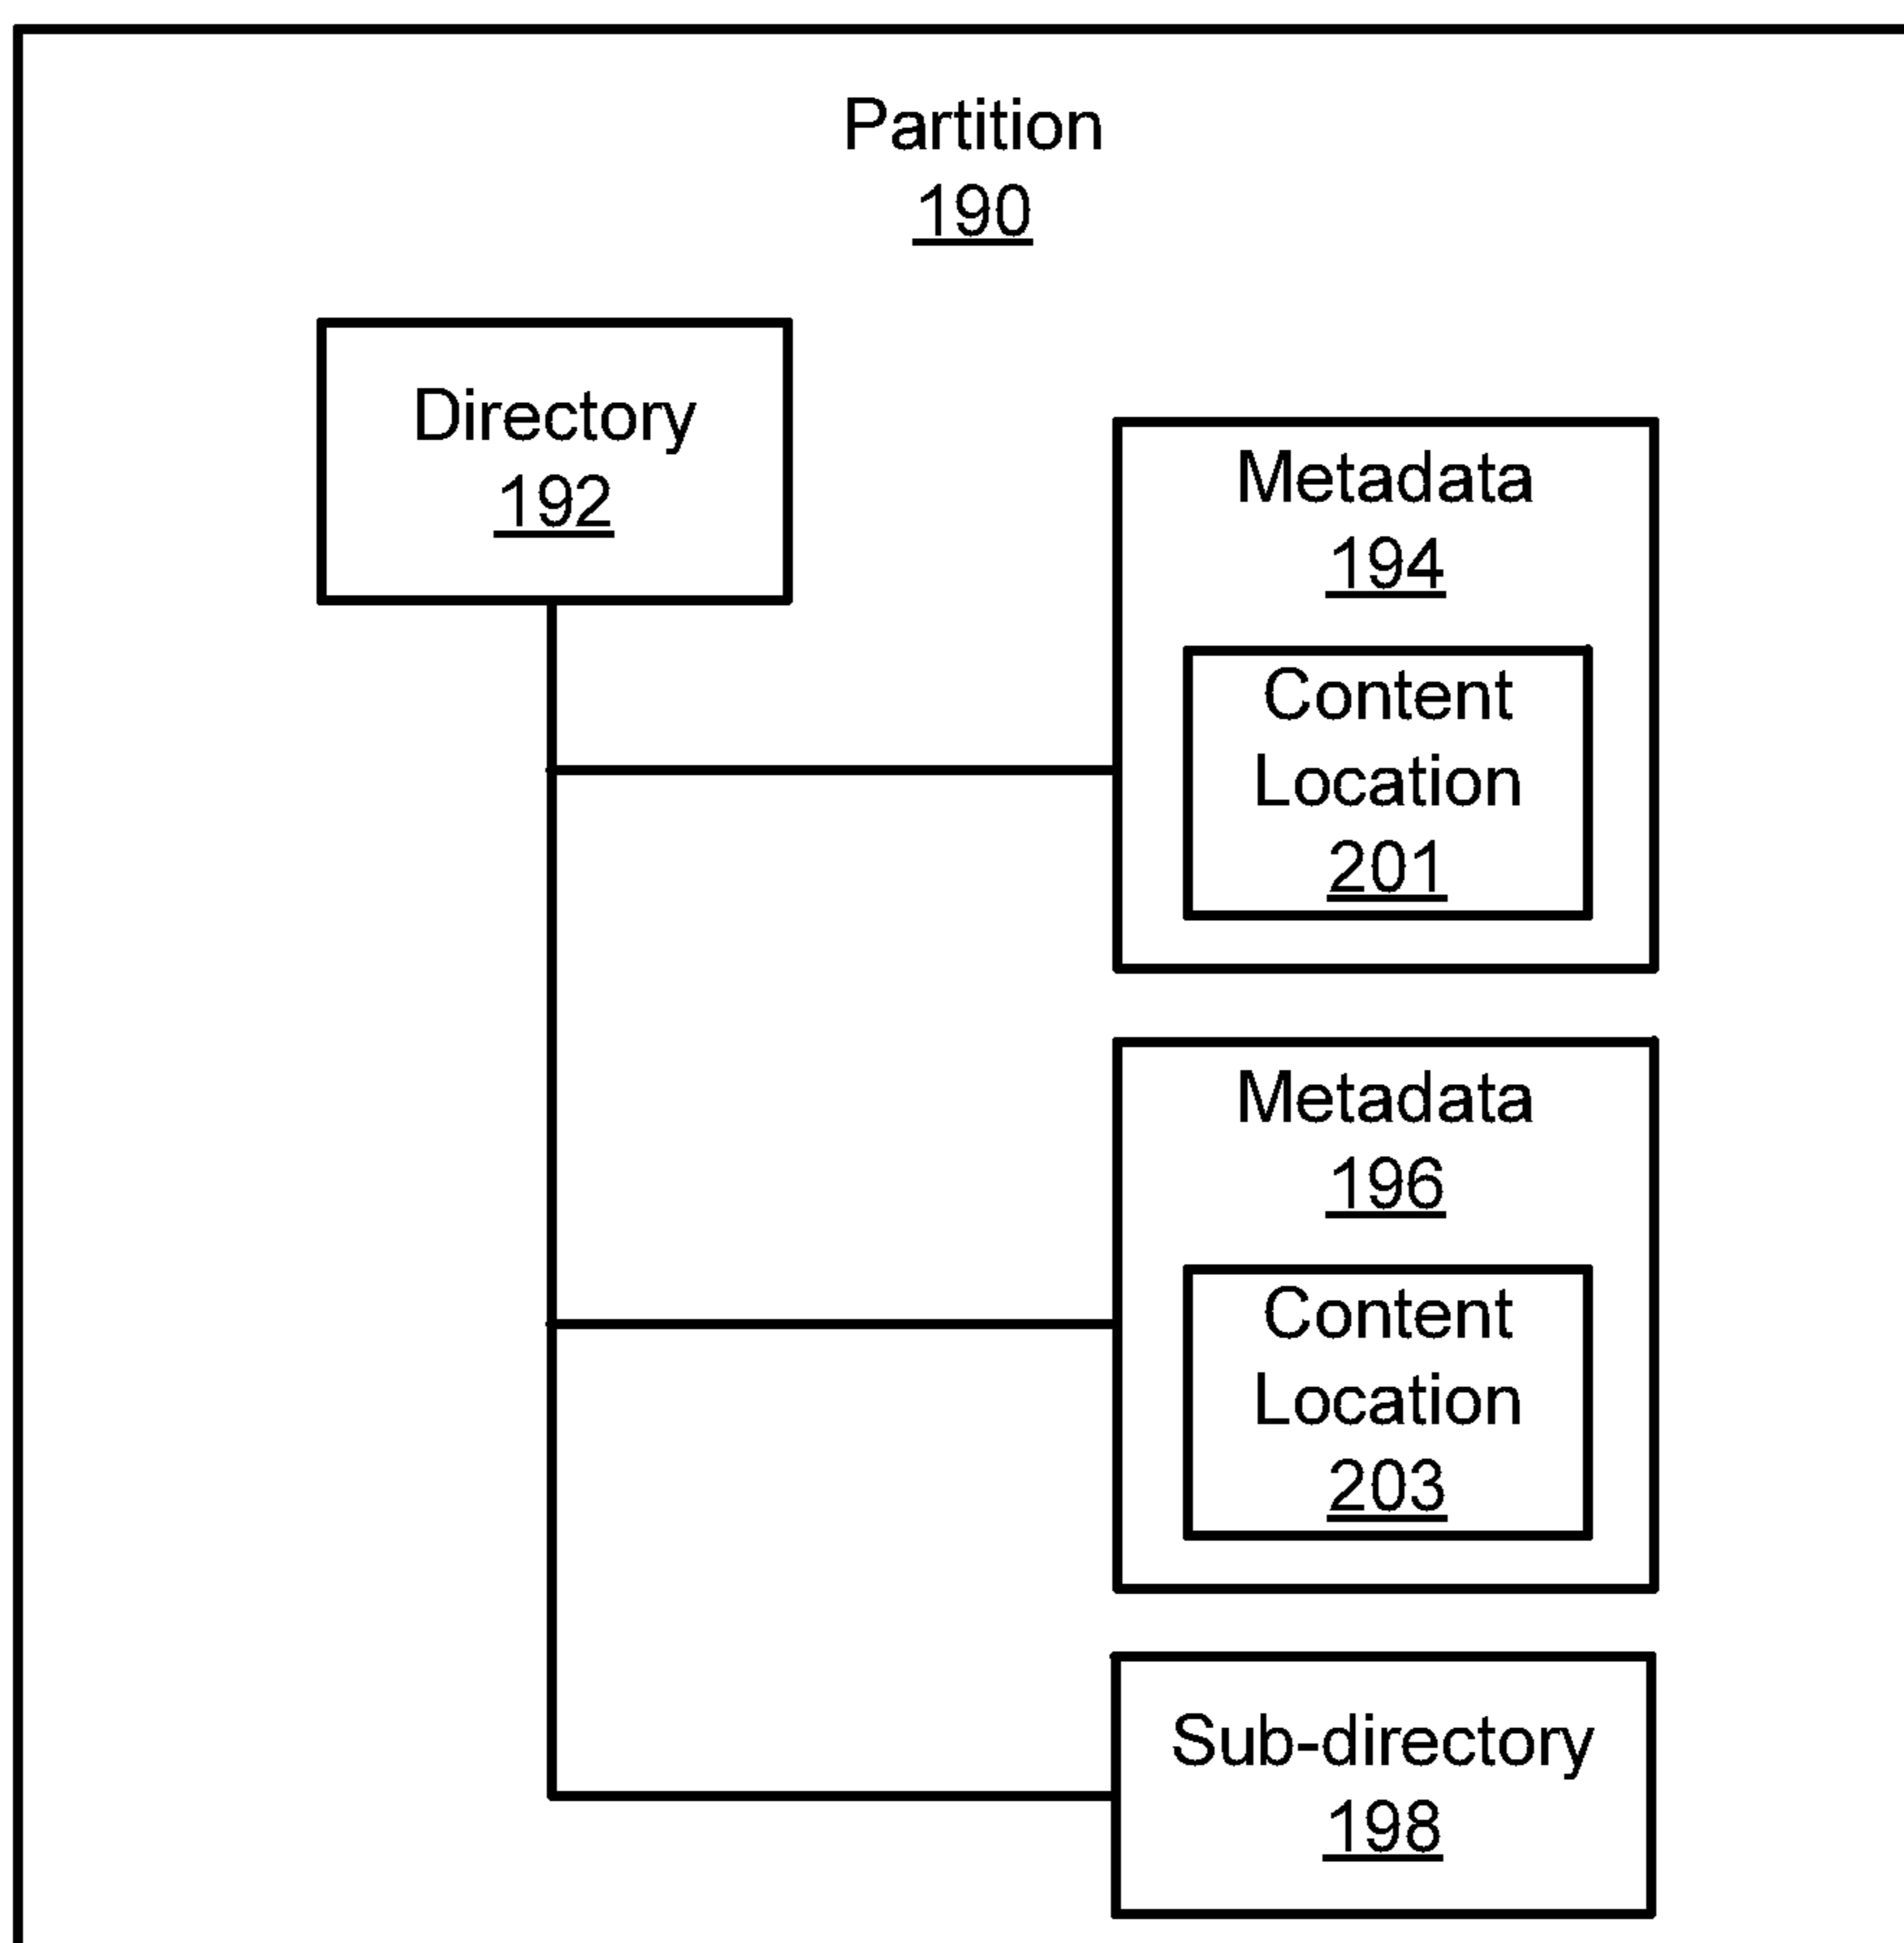 Partition
190
Directory
192
Metadata
194
Content
Location
201
Metadata
196
Content
Location
203
Sub-directory
198